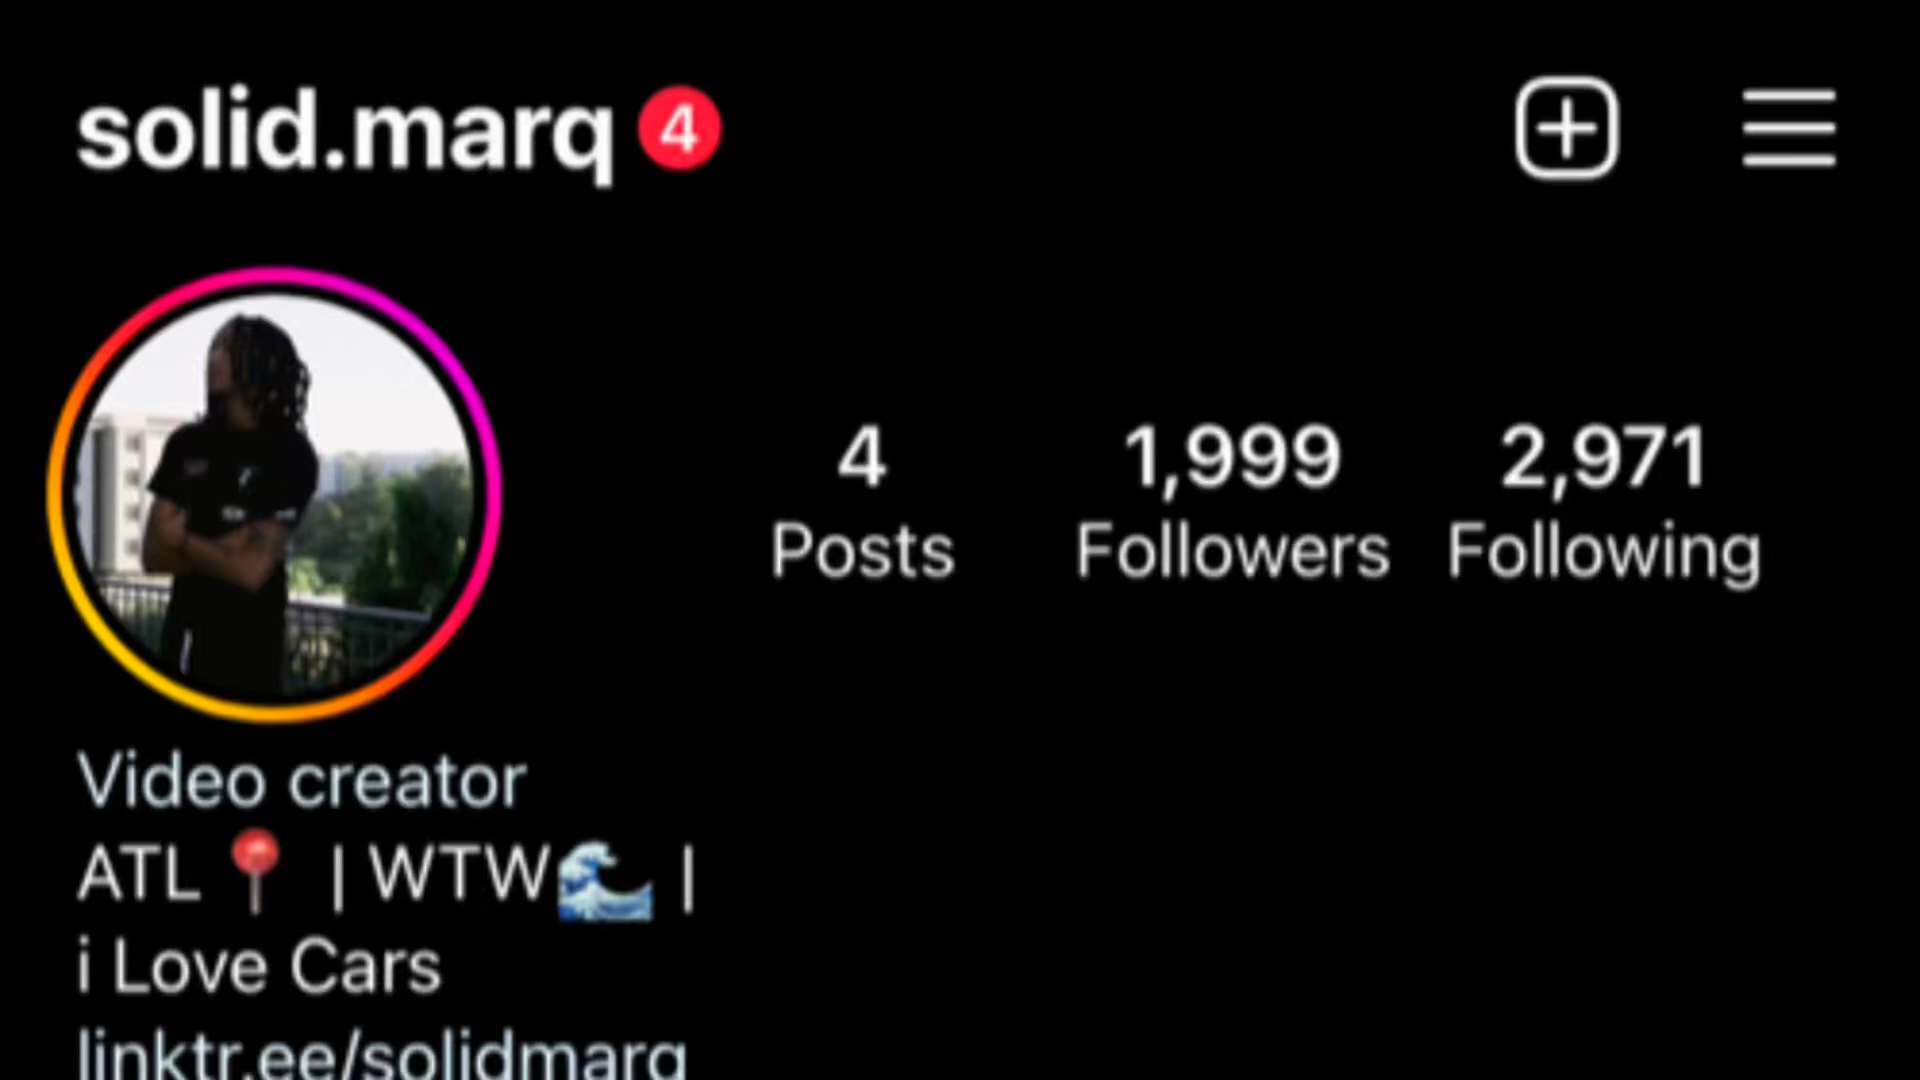 solid.marq 4
4 1,999 2,971
Posts Followers Following
Video creator
ATL📍 | WTW🌊 |
i Love Cars
linktr.ee/solidmarq